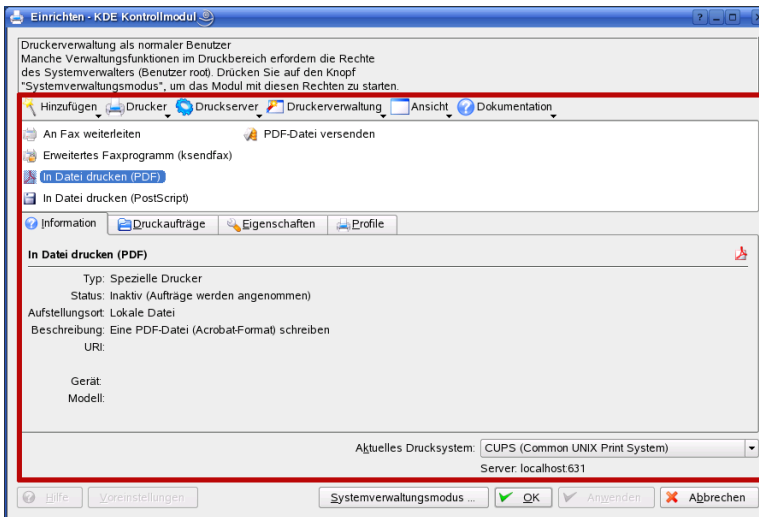 Einrichten - KDE Kontrollmodul
Druckerverwaltung als normaler Benutzer
Manche Verwaltungsfunktionen im Druckbereich erfordern die Rechte
des Systemverwalters (Benutzer root). Drücken Sie auf den Knopf
"Systemverwaltungsmodus", um das Modul mit diesen Rechten zu starten.
Hinzufügen Drucker Druckserver Druckerverwaltung Ansicht Dokumentation
An Fax weiterleiten PDF-Datei versenden
Erweitertes Faxprogramm (ksendfax)
In Datei drucken (PDF)
In Datei drucken (PostScript)
Information Druckaufträge Eigenschaften Profile
In Datei drucken (PDF)
Typ: Spezielle Drucker
Status: Inaktiv (Aufträge werden angenommen)
Aufstellungsort: Lokale Datei
Beschreibung: Eine PDF-Datei (Acrobat-Format) schreiben
URI:
Gerät:
Modell:
Aktuelles Drucksystem: CUPS (Common UNIX Print System)
Server: localhost:631
Hilfe Voreinstellungen Systemverwaltungsmodus ... OK Anwenden Abbrechen